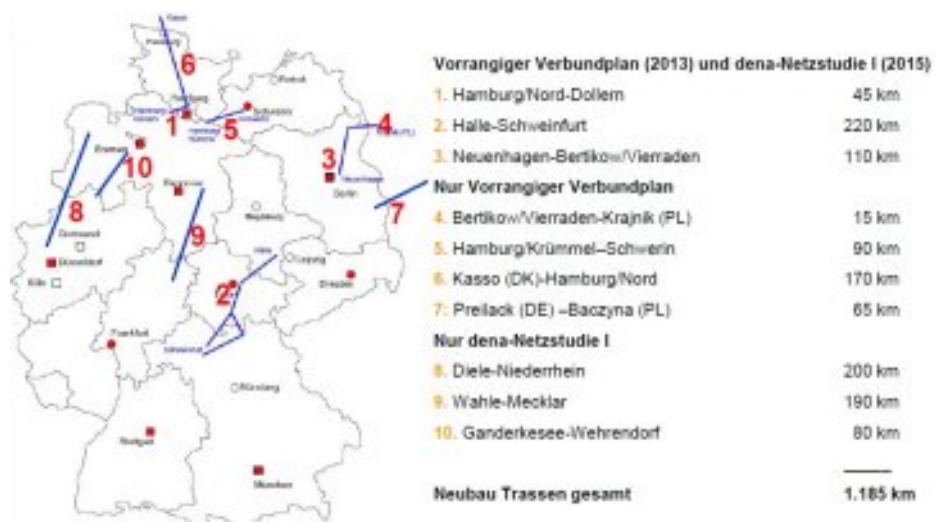 Vorrangiger Verbundplan (2013) und dena-Netzstudie I (2015)
1. Hamburg/Nord-Dollern 45 km
2. Halle-Schweinfurt 220 km
3. Neuenhagen-Bertikow/Vierraden 110 km
Nur Vorrangiger Verbundplan
4. Bertikow/Vierraden-Krajnik (PL) 15 km
5. Hamburg/Krümmel–Schwerin 90 km
6. Kasso (DK)-Hamburg/Nord 170 km
7: Preilack (DE) –Baczyna (PL) 65 km
Nur dena-Netzstudie I
8. Diele-Niederrhein 200 km
9. Wahle-Mecklar 190 km
10. Ganderkesee-Wehrendorf 80 km
Neubau Trassen gesamt 1.185 km
6
Rostock
Schwerin
1
5
4
Bremen
10
3
Berlin
Hannover
7
8
Magdeburg
9
Dortmund
Düsseldorf
Leipzig
Köln
2
Dresden
Frankfurt
Nürnberg
Stuttgart
München